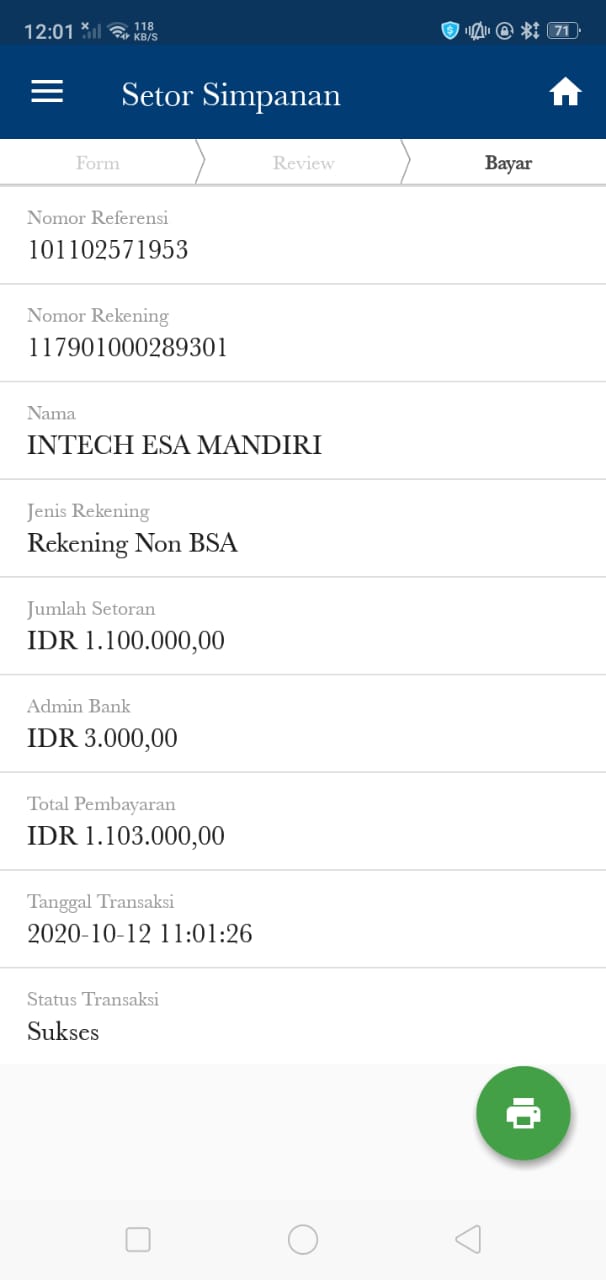 12:01 118 KB/S 71
Setor Simpanan
Form Review Bayar
Nomor Referensi
101102571953
Nomor Rekening
117901000289301
Nama
INTECH ESA MANDIRI
Jenis Rekening
Rekening Non BSA
Jumlah Setoran
IDR 1.100.000,00
Admin Bank
IDR 3.000,00
Total Pembayaran
IDR 1.103.000,00
Tanggal Transaksi
2020-10-12 11:01:26
Status Transaksi
Sukses